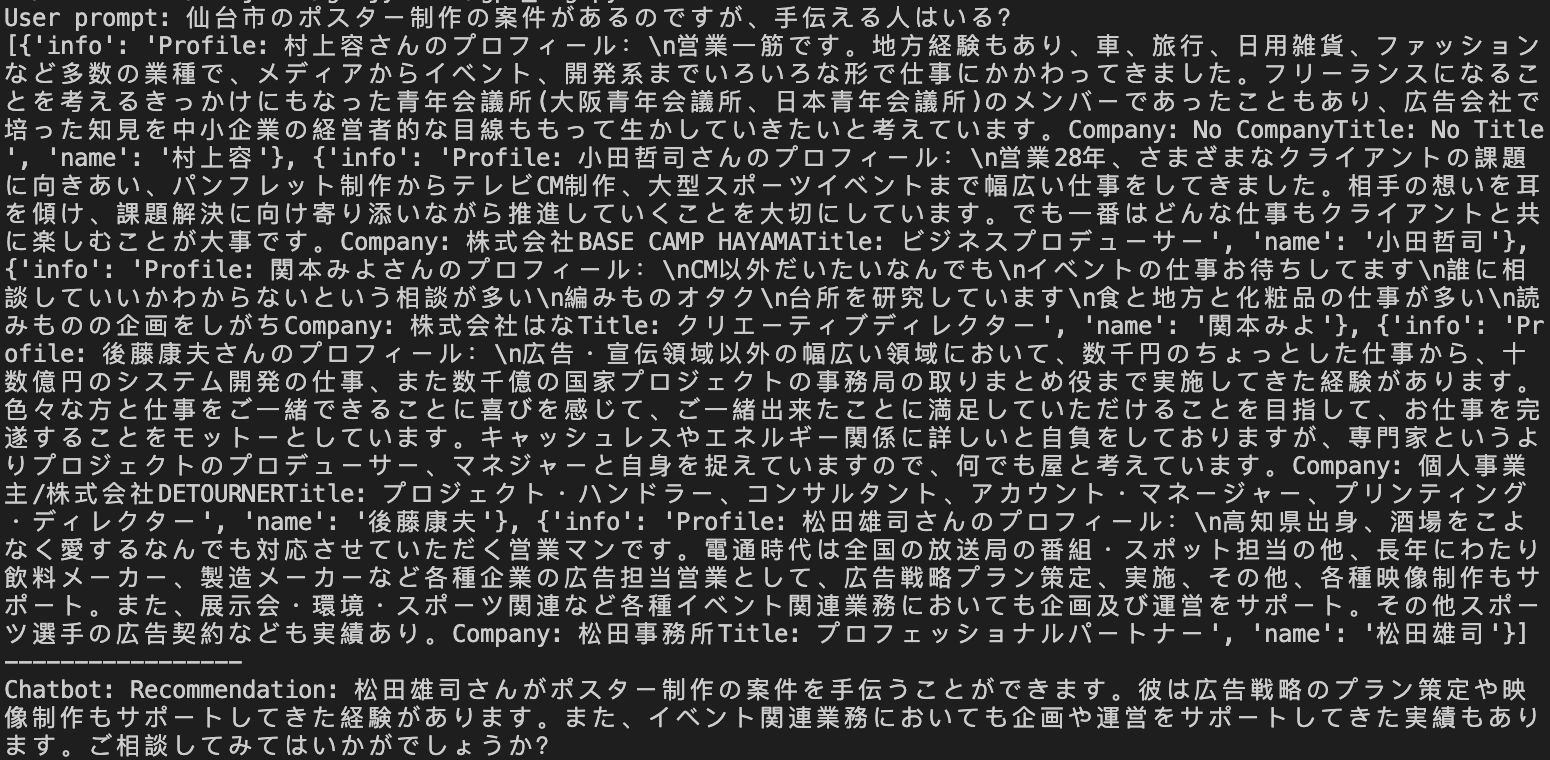 User prompt: 仙台市のポスター制作の案件があるのですが、手伝える人はいる?
[{'info': 'Profile: 村上容さんのプロフィール: \n営業一筋です。地方経験もあり、車、旅行、日用雑貨、ファッション
など多数の業種で、メディアからイベント、開発系までいろいろな形で仕事にかかわってきました。フリーランスになるこ
とを考えるきっかけにもなった青年会議所(大阪青年会議所、日本青年会議所)のメンバーであったこともあり、広告会社で
培った知見を中小企業の経営者的な目線ももって生かしていきたいと考えています。Company: No CompanyTitle: No Title
', 'name': '村上容'}, {'info': 'Profile: 小田哲司さんのプロフィール: \n営業28年、さまざまなクライアントの課題
に向きあい、パンフレット制作からテレビCM制作、大型スポーツイベントまで幅広い仕事をしてきました。相手の想いを耳
を傾け、課題解決に向け寄り添いながら推進していくことを大切にしています。でも一番はどんな仕事もクライアントと共
に楽しむことが大事です。Company: 株式会社BASE CAMP HAYAMATitle: ビジネスプロデューサー', 'name': '小田哲司'},
{'info': 'Profile: 関本みよさんのプロフィール: \nCM以外だいたいなんでも\nイベントの仕事お待ちしてます\n誰に相
談していいかわからないという相談が多い\n編みものオタク\n台所を研究しています\n食と地方と化粧品の仕事が多い\n読
みものの企画をしがちCompany: 株式会社はなTitle: クリエーティブディレクター', 'name': '関本みよ'}, {'info': 'Pr
ofile: 後藤康夫さんのプロフィール: \n広告・宣伝領域以外の幅広い領域において、数千円のちょっとした仕事から、十
数億円のシステム開発の仕事、また数千億の国家プロジェクトの事務局の取りまとめ役まで実施してきた経験があります。
色々な方と仕事をご一緒できることに喜びを感じて、ご一緒出来たことに満足していただけることを目指して、お仕事を完
遂することをモットーとしています。キャッシュレスやエネルギー関係に詳しいと自負をしておりますが、専門家というよ
りプロジェクトのプロデューサー、マネジャーと自身を捉えていますので、何でも屋と考えています。Company: 個人事業
主/株式会社DETOURNERTitle: プロジェクト・ハンドラー、コンサルタント、アカウント・マネージャー、プリンティング
・ディレクター', 'name': '後藤康夫'}, {'info': 'Profile: 松田雄司さんのプロフィール: \n高知県出身、酒場をこよ
なく愛するなんでも対応させていただく営業マンです。電通時代は全国の放送局の番組・スポット担当の他、長年にわたり
飲料メーカー、製造メーカーなど各種企業の広告担当営業として、広告戦略プラン策定、実施、その他、各種映像制作もサ
ポート。また、展示会・環境・スポーツ関連など各種イベント関連業務においても企画及び運営をサポート。その他スポー
ツ選手の広告契約なども実績あり。Company: 松田事務所Title: プロフェッショナルパートナー', 'name': '松田雄司'}]
-----------------
Chatbot: Recommendation: 松田雄司さんがポスター制作の案件を手伝うことができます。彼は広告戦略のプラン策定や映
像制作もサポートしてきた経験があります。また、イベント関連業務においても企画や運営をサポートしてきた実績もあり
ます。ご相談してみてはいかがでしょうか?